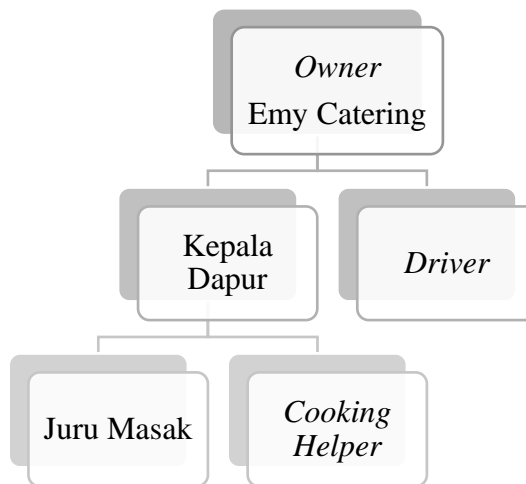 Owner
Emy Catering
Kepala
Dapur
Driver
Juru Masak
Cooking
Helper